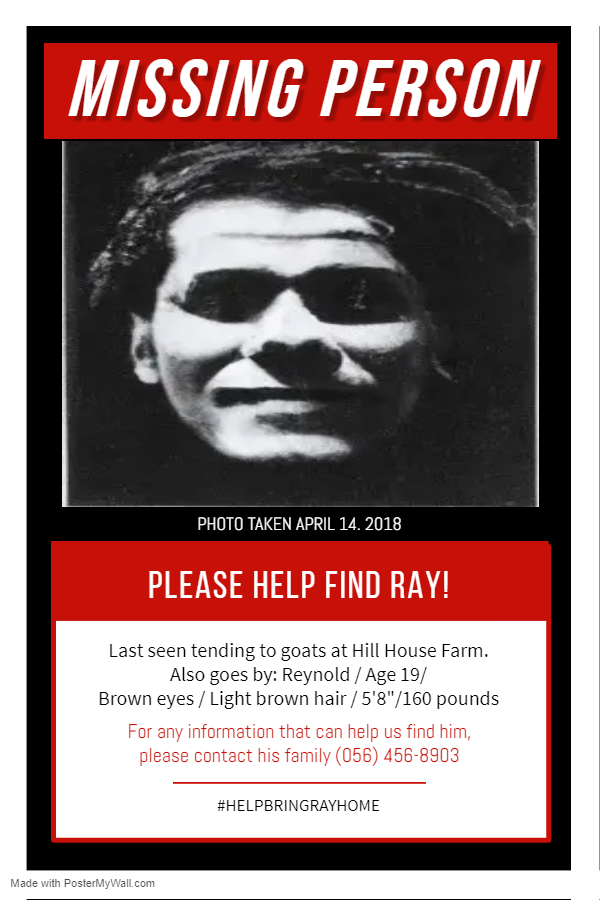 MISSING PERSON
PHOTO TAKEN APRIL 14. 2018
PLEASE HELP FIND RAY!
Last seen tending to goats at Hill House Farm.
Also goes by: Reynold / Age 19/
Brown eyes / Light brown hair / 5'8"/160 pounds
For any information that can help us find him,
please contact his family (056) 456-8903
#HELPBRINGRAYHOME
Made with PosterMyWall.com